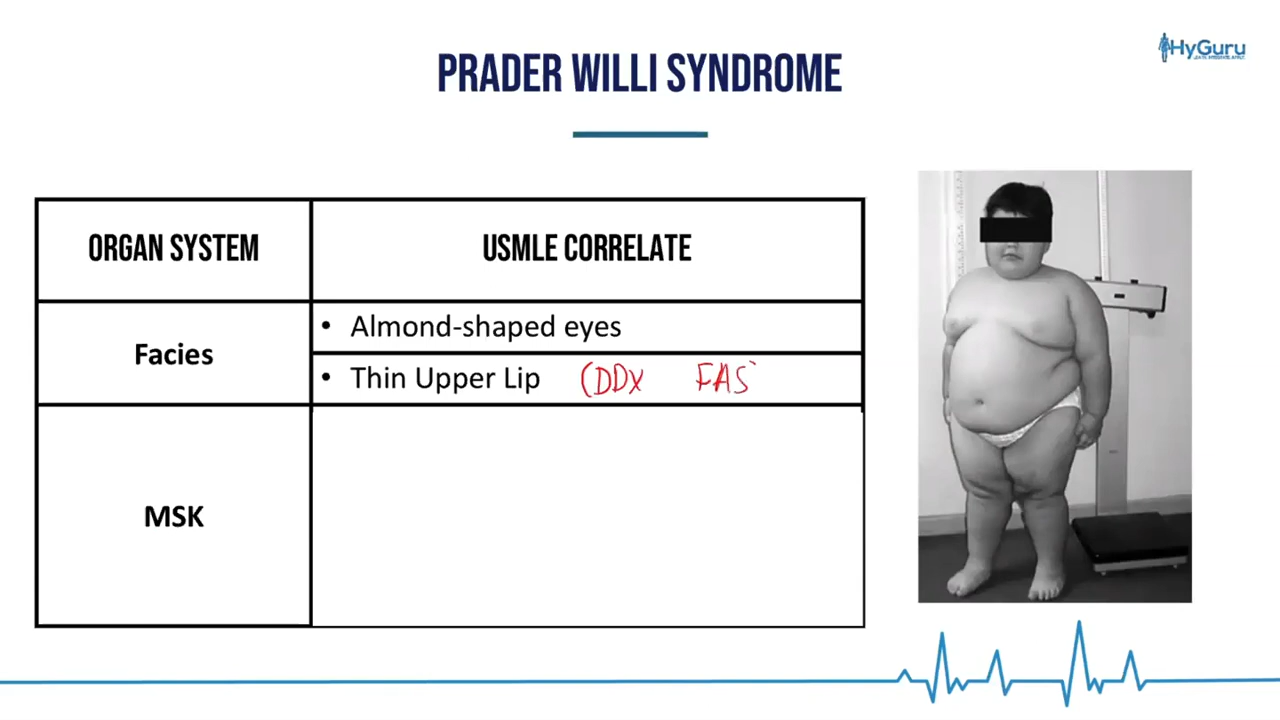 HyGuru
PRADER WILLI SYNDROME
ORGAN SYSTEM
USMLE CORRELATE
Facies
• Almond-shaped eyes
• Thin Upper Lip (DDx FAS
MSK